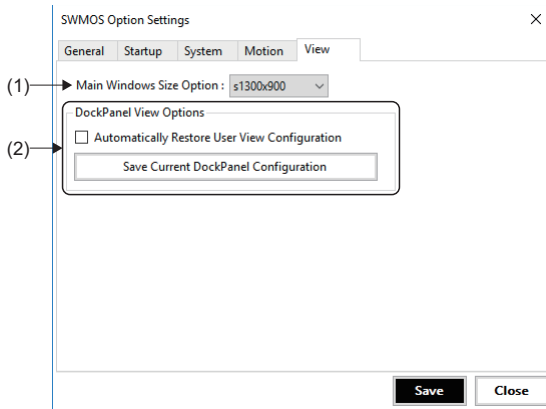 SWMOS Option Settings
General Startup System Motion View
(1) Main Windows Size Option : s1300x900
DockPanel View Options
(2) Automatically Restore User View Configuration
Save Current DockPanel Configuration
Save Close